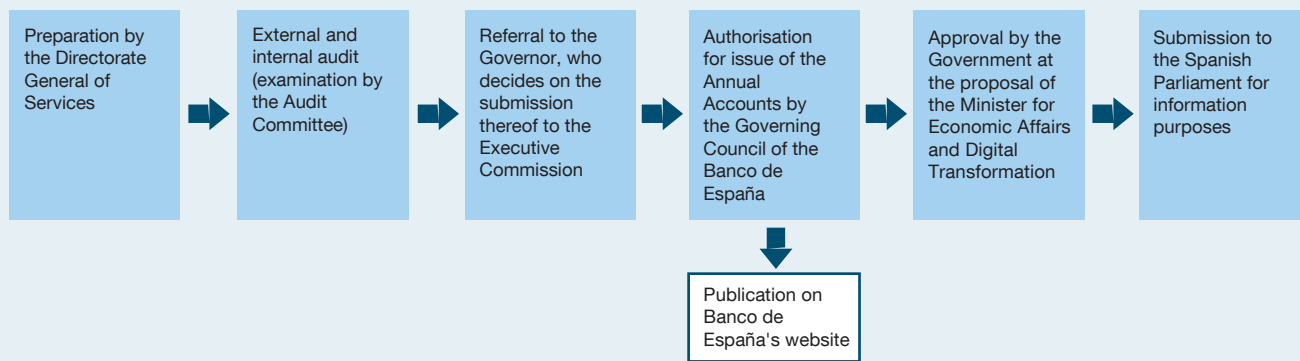 Preparation by
the Directorate
General of
Services
External and
internal audit
(examination by
the Audit
Committee)
Referral to the
Governor, who
decides on the
submission
thereof to the
Executive
Commission
Authorisation
for issue of the
Annual
Accounts by
the Governing
Council of the
Banco de
España
Approval by the
Government at
the proposal of
the Minister for
Economic Affairs
and Digital
Transformation
Submission to
the Spanish
Parliament for
information
purposes
Publication on
Banco de
España's website